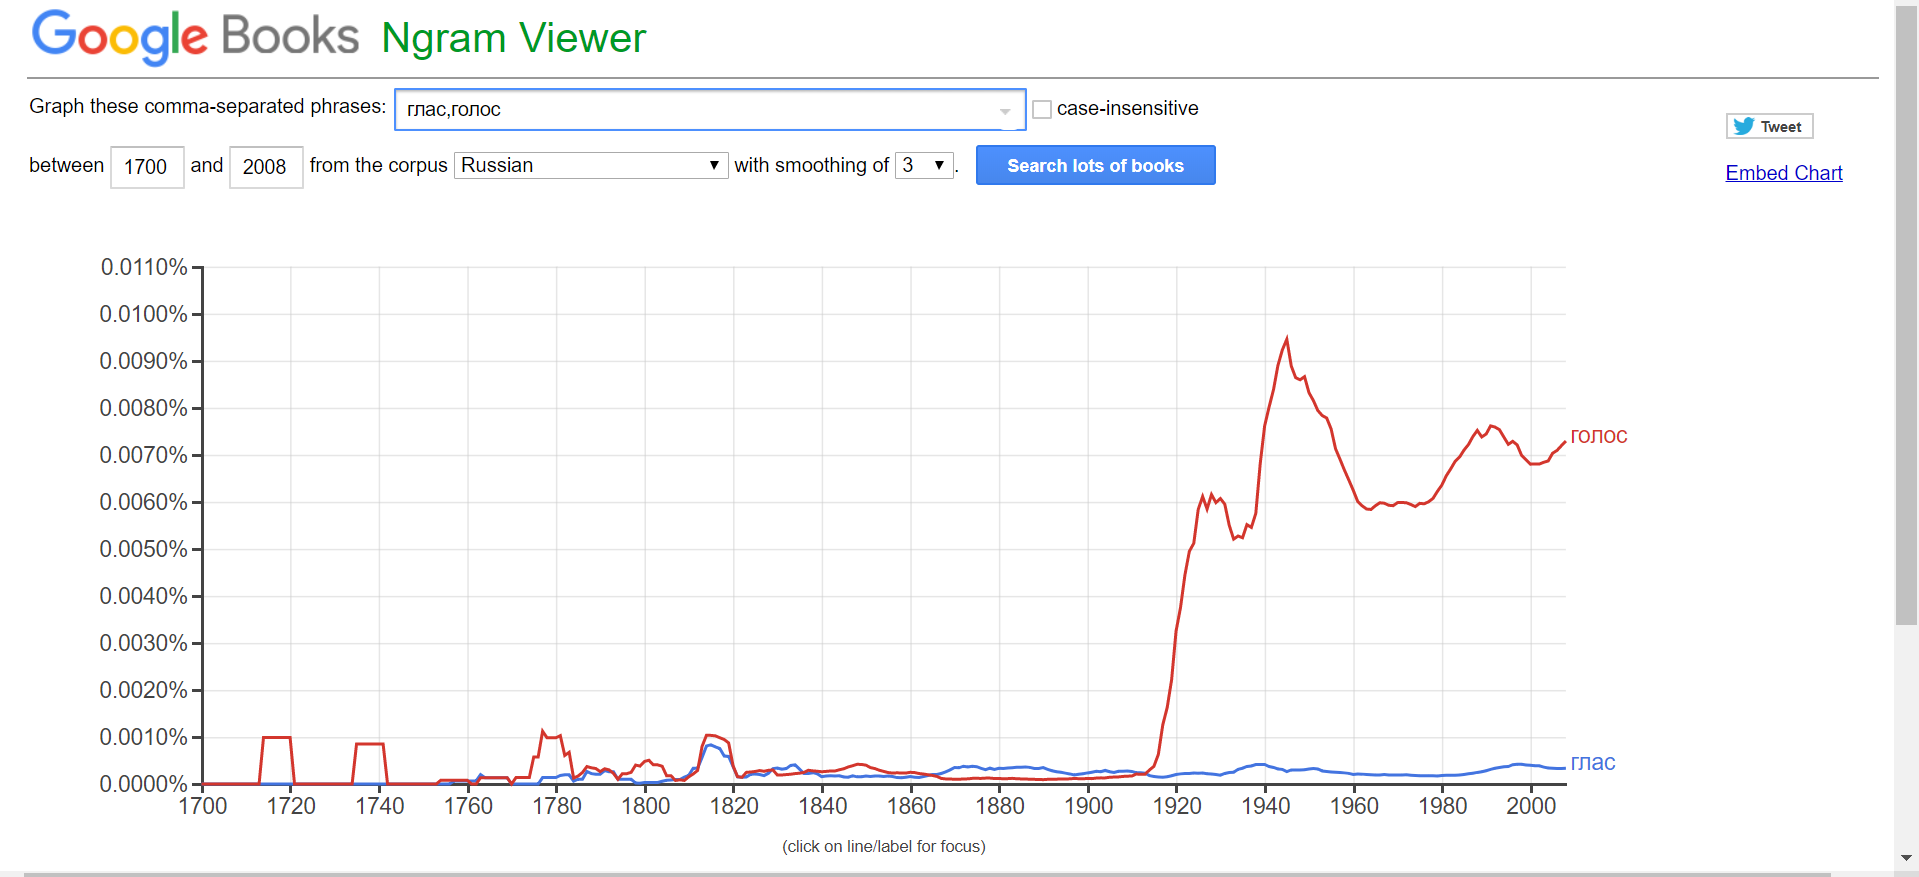 Google Books Ngram Viewer
Graph these comma-separated phrases: глас,голос case-insensitive
Tweet
between 1700 and 2008 from the corpus Russian with smoothing of 3 . Search lots of books
Embed Chart
0.0110%
0.0100%
0.0090%
0.0080%
0.0070%
0.0060%
0.0050%
0.0040%
0.0030%
0.0020%
0.0010%
0.0000%
голос
глас
1700 1720 1740 1760 1780 1800 1820 1840 1860 1880 1900 1920 1940 1960 1980 2000
(click on line/label for focus)